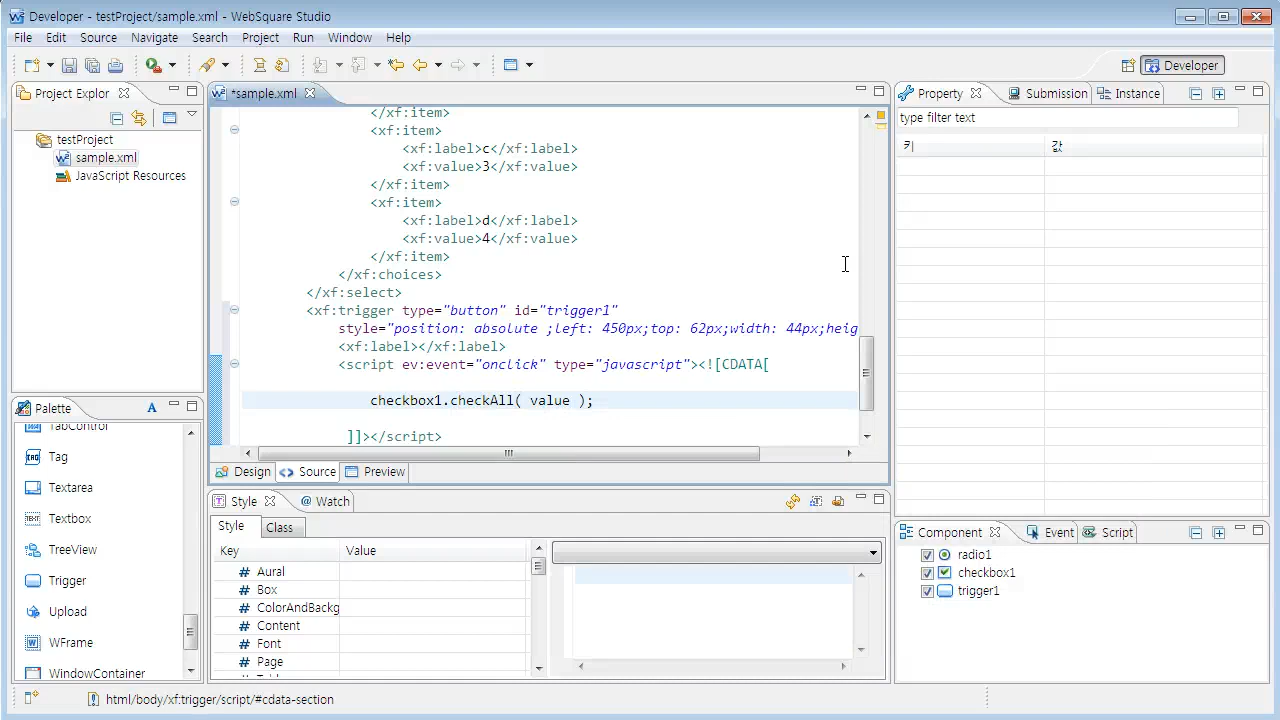 Developer - testProject/sample.xml - WebSquare Studio
File Edit Source Navigate Search Project Run Window Help
Developer
Project Explor
testProject
sample.xml
JavaScript Resources
*sample.xml
</xf:item>
<xf:item>
<xf:label>c</xf:label>
<xf:value>3</xf:value>
</xf:item>
<xf:item>
<xf:label>d</xf:label>
<xf:value>4</xf:value>
</xf:item>
</xf:choices>
</xf:select>
<xf:trigger type="button" id="trigger1"
style="position: absolute ;left: 450px;top: 62px;width: 44px;heig
<xf:label></xf:label>
<script ev:event="onclick" type="javascript"><![CDATA[
checkbox1.checkAll( value );
]]></script>
Design Source Preview
Property Submission Instance
type filter text
키 값
Palette
TabControl
Tag
Textarea
Textbox
TreeView
Trigger
Upload
WFrame
WindowContainer
Style Watch
Style Class
Key Value
Aural
Box
ColorAndBackg
Content
Font
Page
Component Event Script
radio1
checkbox1
trigger1
html/body/xf:trigger/script/#cdata-section